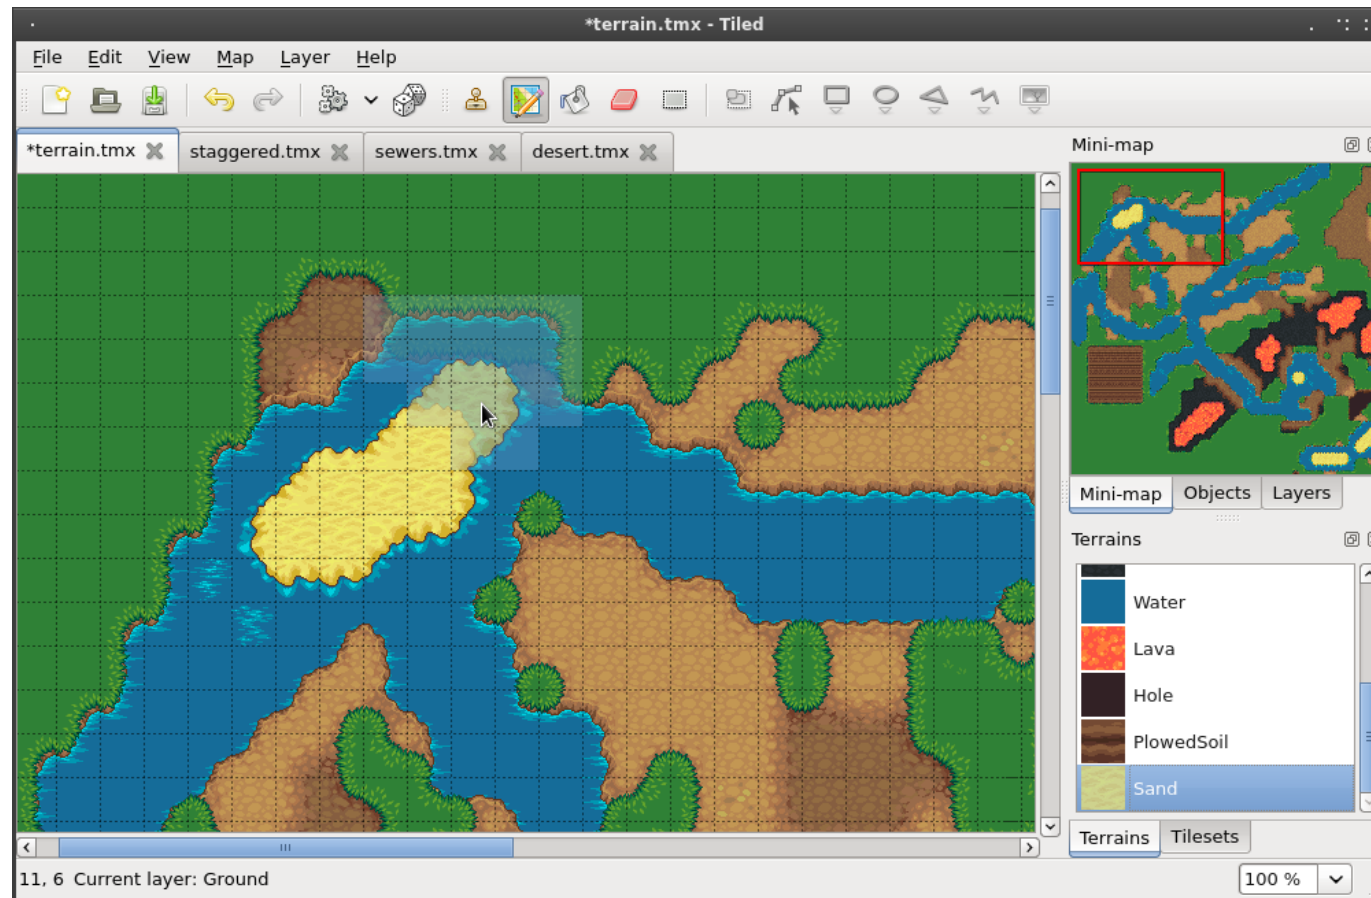 *terrain.tmx - Tiled
File Edit View Map Layer Help
*terrain.tmx staggered.tmx sewers.tmx desert.tmx
Mini-map
Mini-map Objects Layers
Terrains
Water
Lava
Hole
PlowedSoil
Sand
Terrains Tilesets
11, 6 Current layer: Ground
100 %